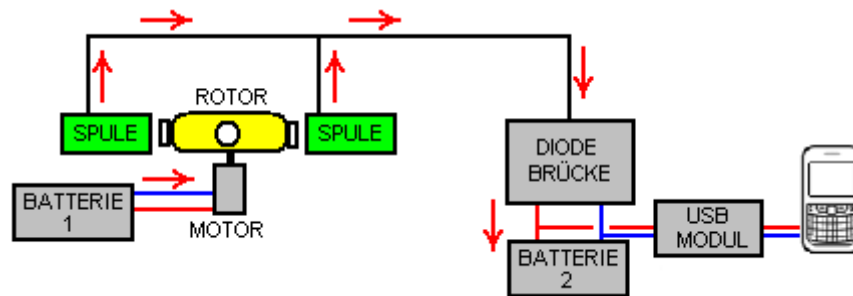 ROTOR
SPULE
SPULE
DIODE
BRÜCKE
BATTERIE
1
MOTOR
USB
MODUL
BATTERIE
2